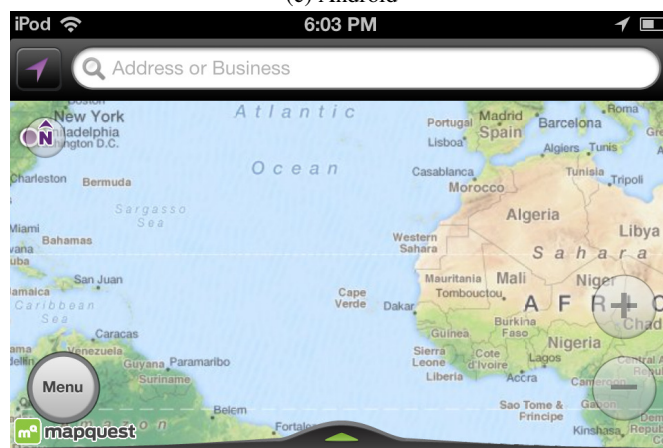 (c) Android
iPod 6:03 PM
Address or Business
New York
Atlantic
Ocean
N
Charleston
Bermuda
Sargasso
Sea
Miami
Bahamas
San Juan
Caribbean
Sea
Caracas
Venezuela
Guyana
Paramaribo
Suriname
Belem
Madrid
Barcelona
Roma
Portugal
Spain
Lisboa
Algiers
Tunis
Casablanca
Morocco
Tunisia
Tripoli
Algeria
Libya
Western
Sahara
Sahara
Mauritania
Mali
Niger
Tombouctou
Cape
Verde
Dakar
Burkina
Faso
Guinea
Nigeria
Sierra
Leone
Cote
d'Ivoire
Lagos
Liberia
Accra
Sao Tome &
Principe
Kinshasa
Menu
mapquest